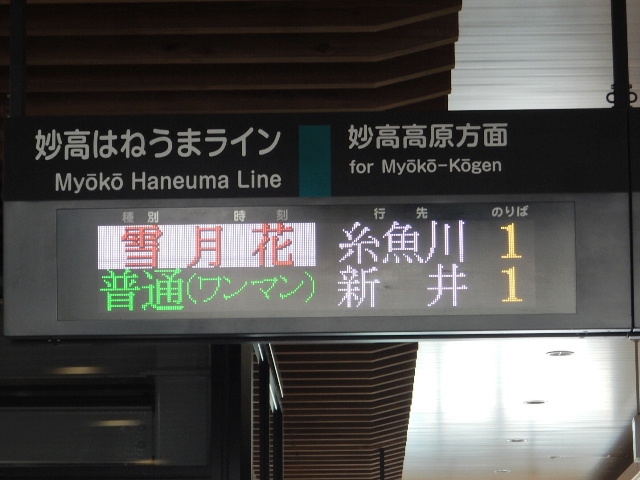 妙高はねうまライン
Myōkō Haneuma Line
妙高高原方面
for Myōkō-Kōgen
種別 時刻 行先 のりば
雪月花 糸魚川 1
普通(ワンマン) 新井 1